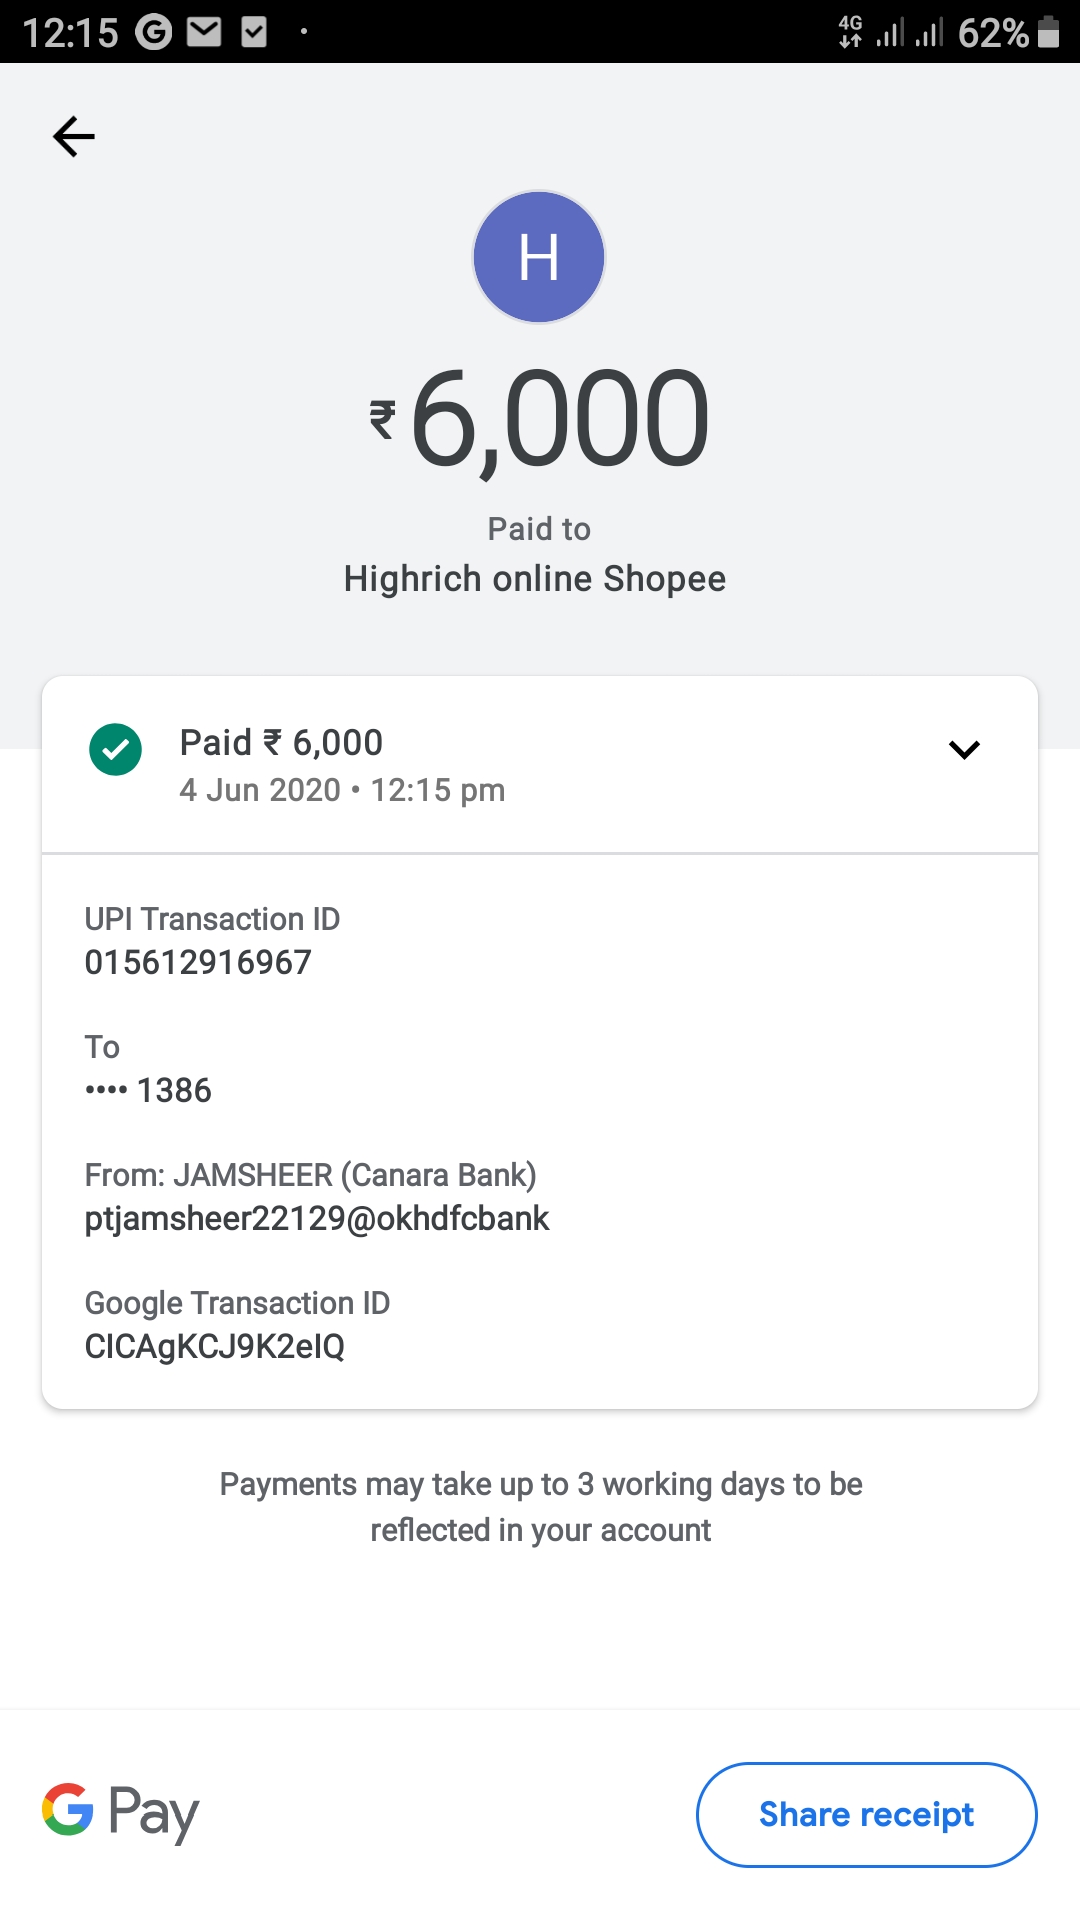 12:15 G 4G 62%
H
₹6,000
Paid to
Highrich online Shopee
Paid ₹ 6,000
4 Jun 2020 • 12:15 pm
UPI Transaction ID
015612916967
To
•••• 1386
From: JAMSHEER (Canara Bank)
ptjamsheer22129@okhdfcbank
Google Transaction ID
CICAgKCJ9K2eIQ
Payments may take up to 3 working days to be
reflected in your account
G Pay
Share receipt